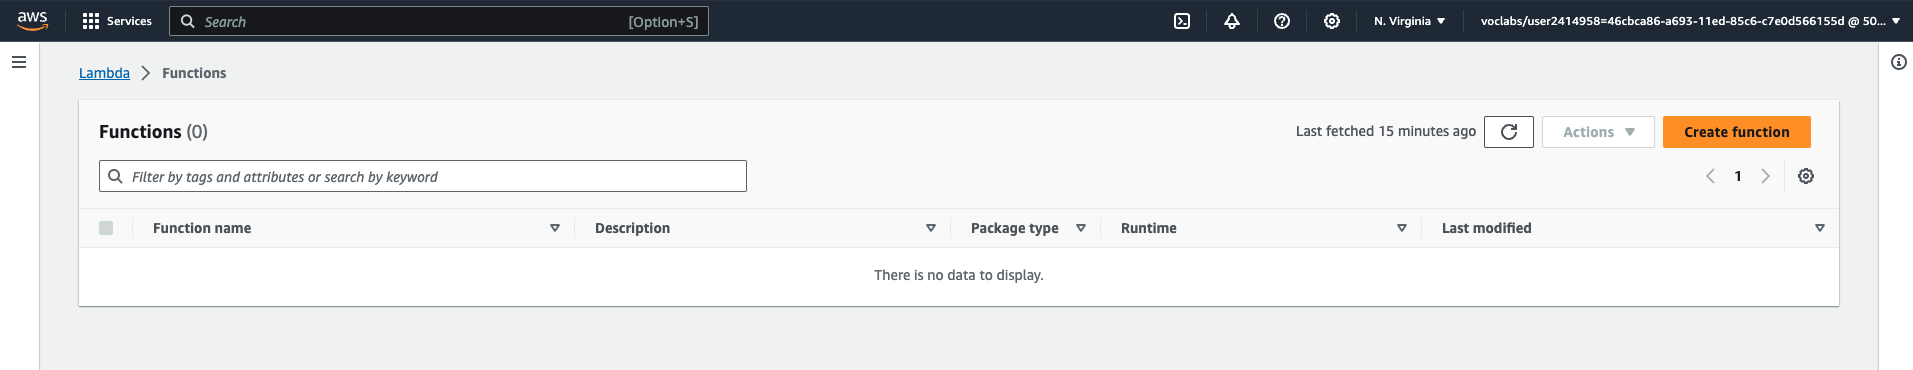 aws Services Search [Option+S] N. Virginia voclabs/user2414958=46cbca86-a693-11ed-85c6-c7e0d566155d @ 50...
Lambda Functions
Functions (0) Last fetched 15 minutes ago Actions Create function
Filter by tags and attributes or search by keyword 1
Function name Description Package type Runtime Last modified
There is no data to display.